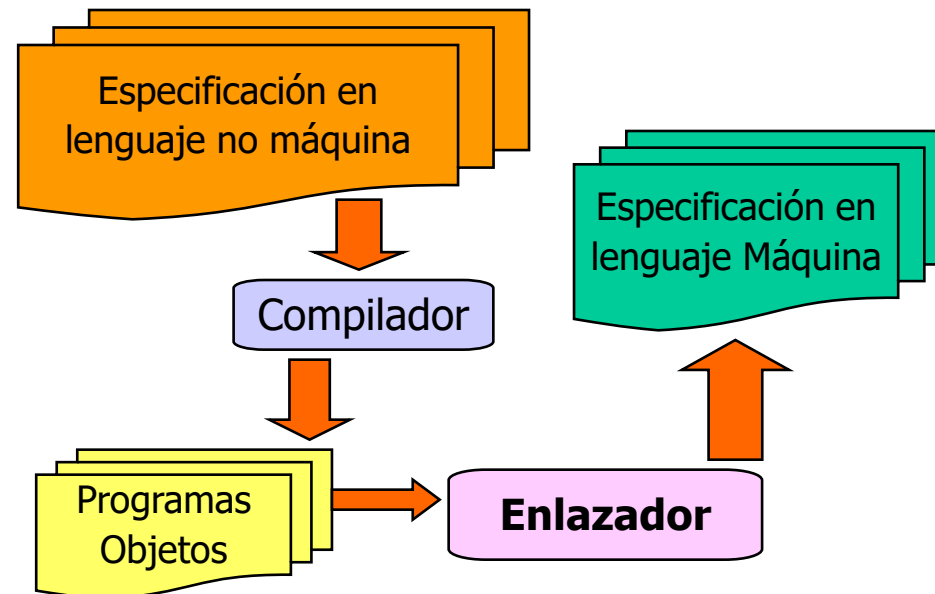 Especificación en
lenguaje no máquina
Compilador
Programas
Objetos
Enlazador
Especificación en
lenguaje Máquina